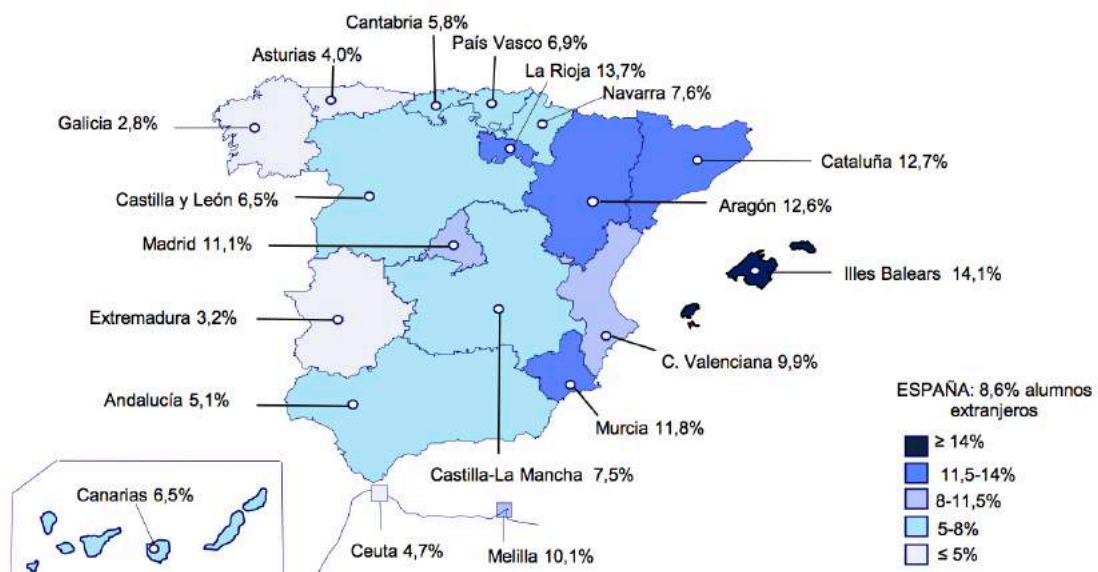 Cantabria 5,8%
País Vasco 6,9%
Asturias 4,0%
La Rioja 13,7%
Navarra 7,6%
Galicia 2,8%
Cataluña 12,7%
Castilla y León 6,5%
Aragón 12,6%
Madrid 11,1%
Illes Balears 14,1%
Extremadura 3,2%
C. Valenciana 9,9%
Andalucía 5,1%
Murcia 11,8%
Castilla-La Mancha 7,5%
Canarias 6,5%
Ceuta 4,7%
Melilla 10,1%
ESPAÑA: 8,6% alumnos
extranjeros
≥ 14%
11,5-14%
8-11,5%
5-8%
≤ 5%